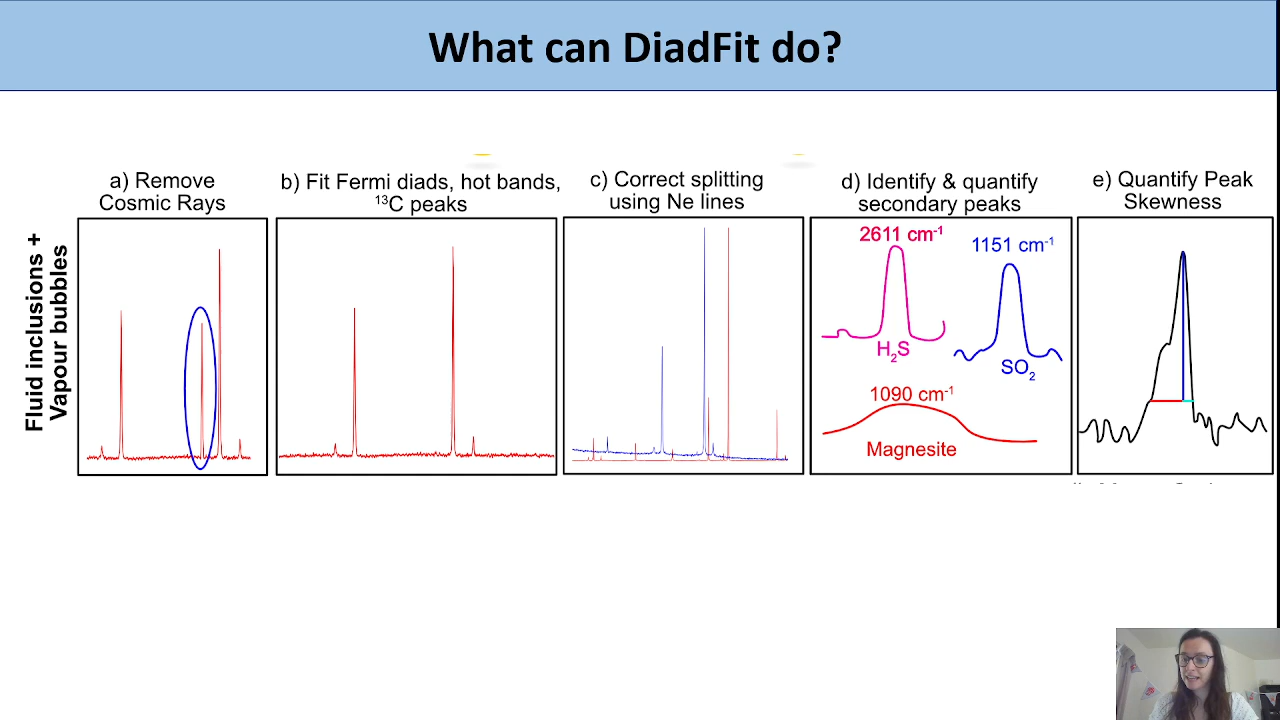 What can DiadFit do?
a) Remove
Cosmic Rays
b) Fit Fermi diads, hot bands,
¹³C peaks
c) Correct splitting
using Ne lines
d) Identify & quantify
secondary peaks
e) Quantify Peak
Skewness
Fluid inclusions +
Vapour bubbles
2611 cm⁻¹
H₂S
1151 cm⁻¹
SO₂
1090 cm⁻¹
Magnesite